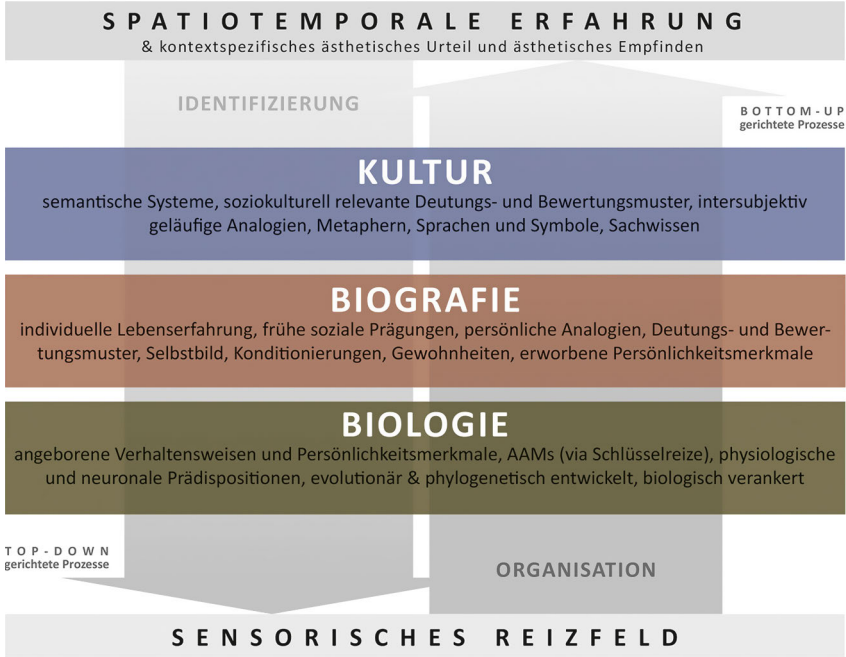 SPATIOTEMPORALE ERFAHRUNG
& kontextspezifisches ästhetisches Urteil und ästhetisches Empfinden
IDENTIFIZIERUNG
BOTTOM-UP
gerichtete Prozesse
KULTUR
semantische Systeme, soziokulturell relevante Deutungs- und Bewertungsmuster, intersubjektiv
geläufige Analogien, Metaphern, Sprachen und Symbole, Sachwissen
BIOGRAFIE
individuelle Lebenserfahrung, frühe soziale Prägungen, persönliche Analogien, Deutungs- und Bewer-
tungsmuster, Selbstbild, Konditionierungen, Gewohnheiten, erworbene Persönlichkeitsmerkmale
BIOLOGIE
angeborene Verhaltensweisen und Persönlichkeitsmerkmale, AAMs (via Schlüsselreize), physiologische
und neuronale Prädispositionen, evolutionär & phylogenetisch entwickelt, biologisch verankert
TOP-DOWN
gerichtete Prozesse
ORGANISATION
SENSORISCHES REIZFELD